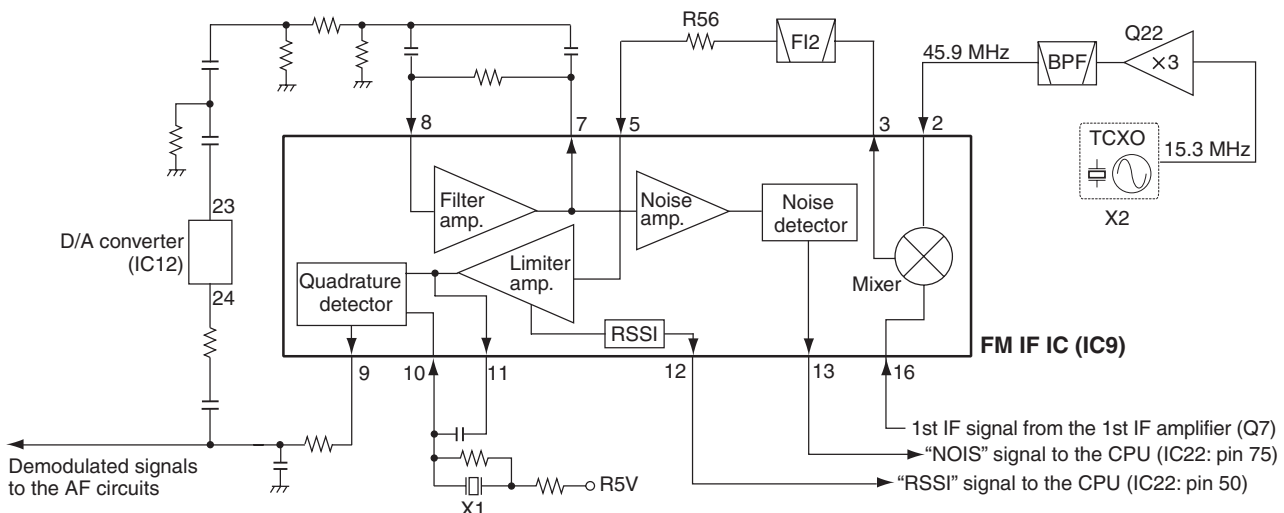 R56
FI2
45.9 MHz
BPF
Q22
×3
TCXO
15.3 MHz
X2
8
7
5
3
2
Filter
amp.
Noise
amp.
Noise
detector
Mixer
23
D/A converter
(IC12)
24
Quadrature
detector
Limiter
amp.
RSSI
FM IF IC (IC9)
9
10
11
12
13
16
1st IF signal from the 1st IF amplifier (Q7)
“NOIS” signal to the CPU (IC22: pin 75)
“RSSI” signal to the CPU (IC22: pin 50)
Demodulated signals
to the AF circuits
R5V
X1